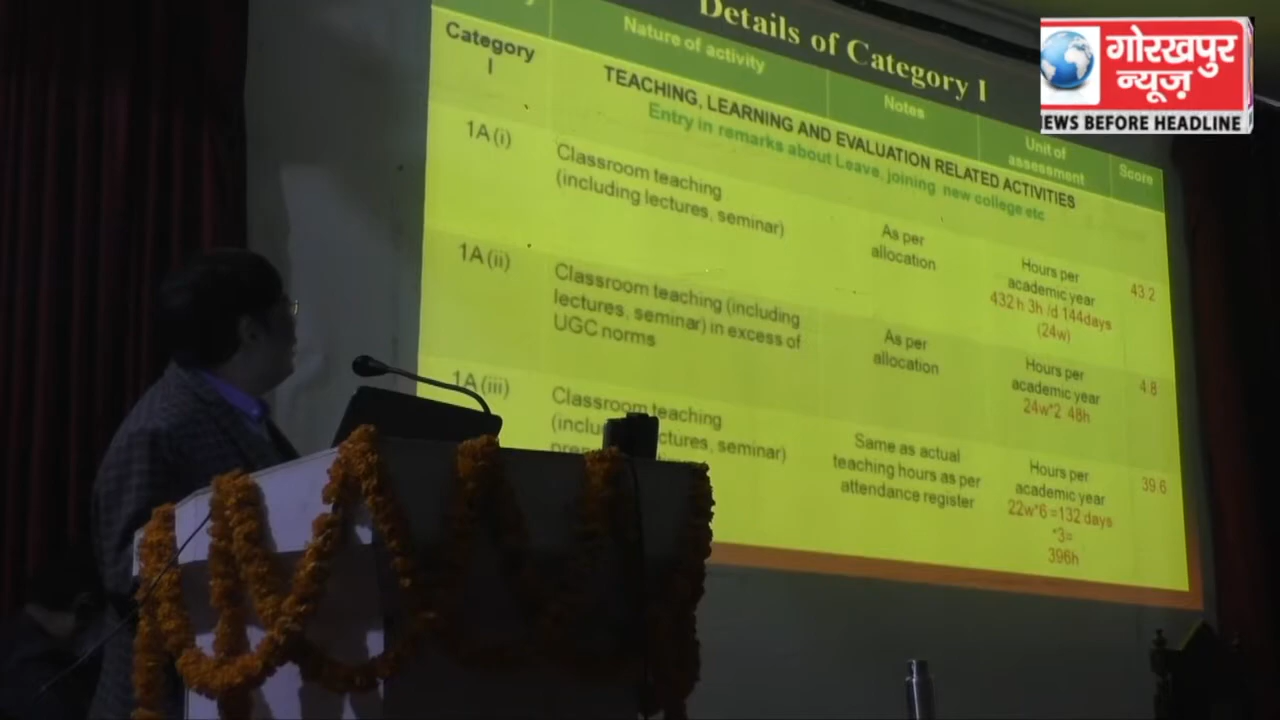 Details of Category I
Nature of activity
Notes
Unit of
assessment
Score
Category
I
TEACHING, LEARNING AND EVALUATION RELATED ACTIVITIES
Entry in remarks about Leave, joining new college etc
1A (i)
Classroom teaching
(including lectures, seminar)
As per
allocation
Hours per
academic year
432 h 3h /d 144days
(24w)
43.2
1A (ii)
Classroom teaching (including
lectures, seminar) in excess of
UGC norms
As per
allocation
Hours per
academic year
24w*2 48h
4.8
1A (iii)
Classroom teaching
seminar)
Same as actual
teaching hours as per
attendance register
Hours per
academic year
22w*6 =132 days
*3=
396h
39.6
गोरखपुर
न्यूज़
EWS BEFORE HEADLINE